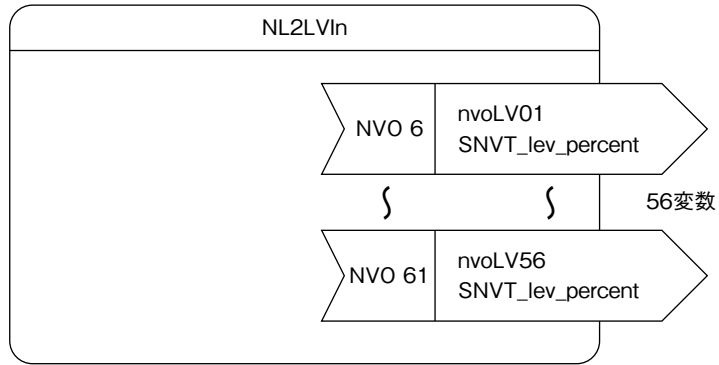 NL2LVIn
NVO 6
nvoLV01
SNVT_lev_percent
56変数
NVO 61
nvoLV56
SNVT_lev_percent